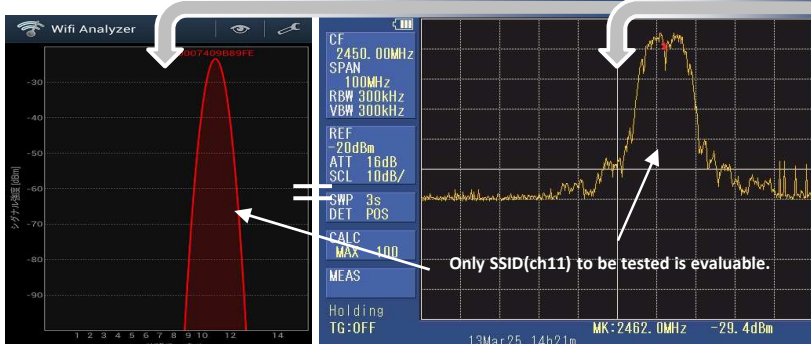 Wifi Analyzer
007409B89FE
-30
-40
-50
-60
-70
-80
-90
シグナル強度 [dBm]
1 2 3 4 5 6 7 8 9 10 12 14
CF
2450. 00MHz
SPAN
100MHz
RBW 300kHz
VBW 300kHz
REF
-20dBm
ATT 16dB
SCL 10dB/
SWP 3s
DET POS
CALC
MAX 100
MEAS
Holding
TG:OFF
Only SSID(ch11) to be tested is evaluable.
MK:2462. 0MHz -29. 4dBm
13Mar25 14h21m